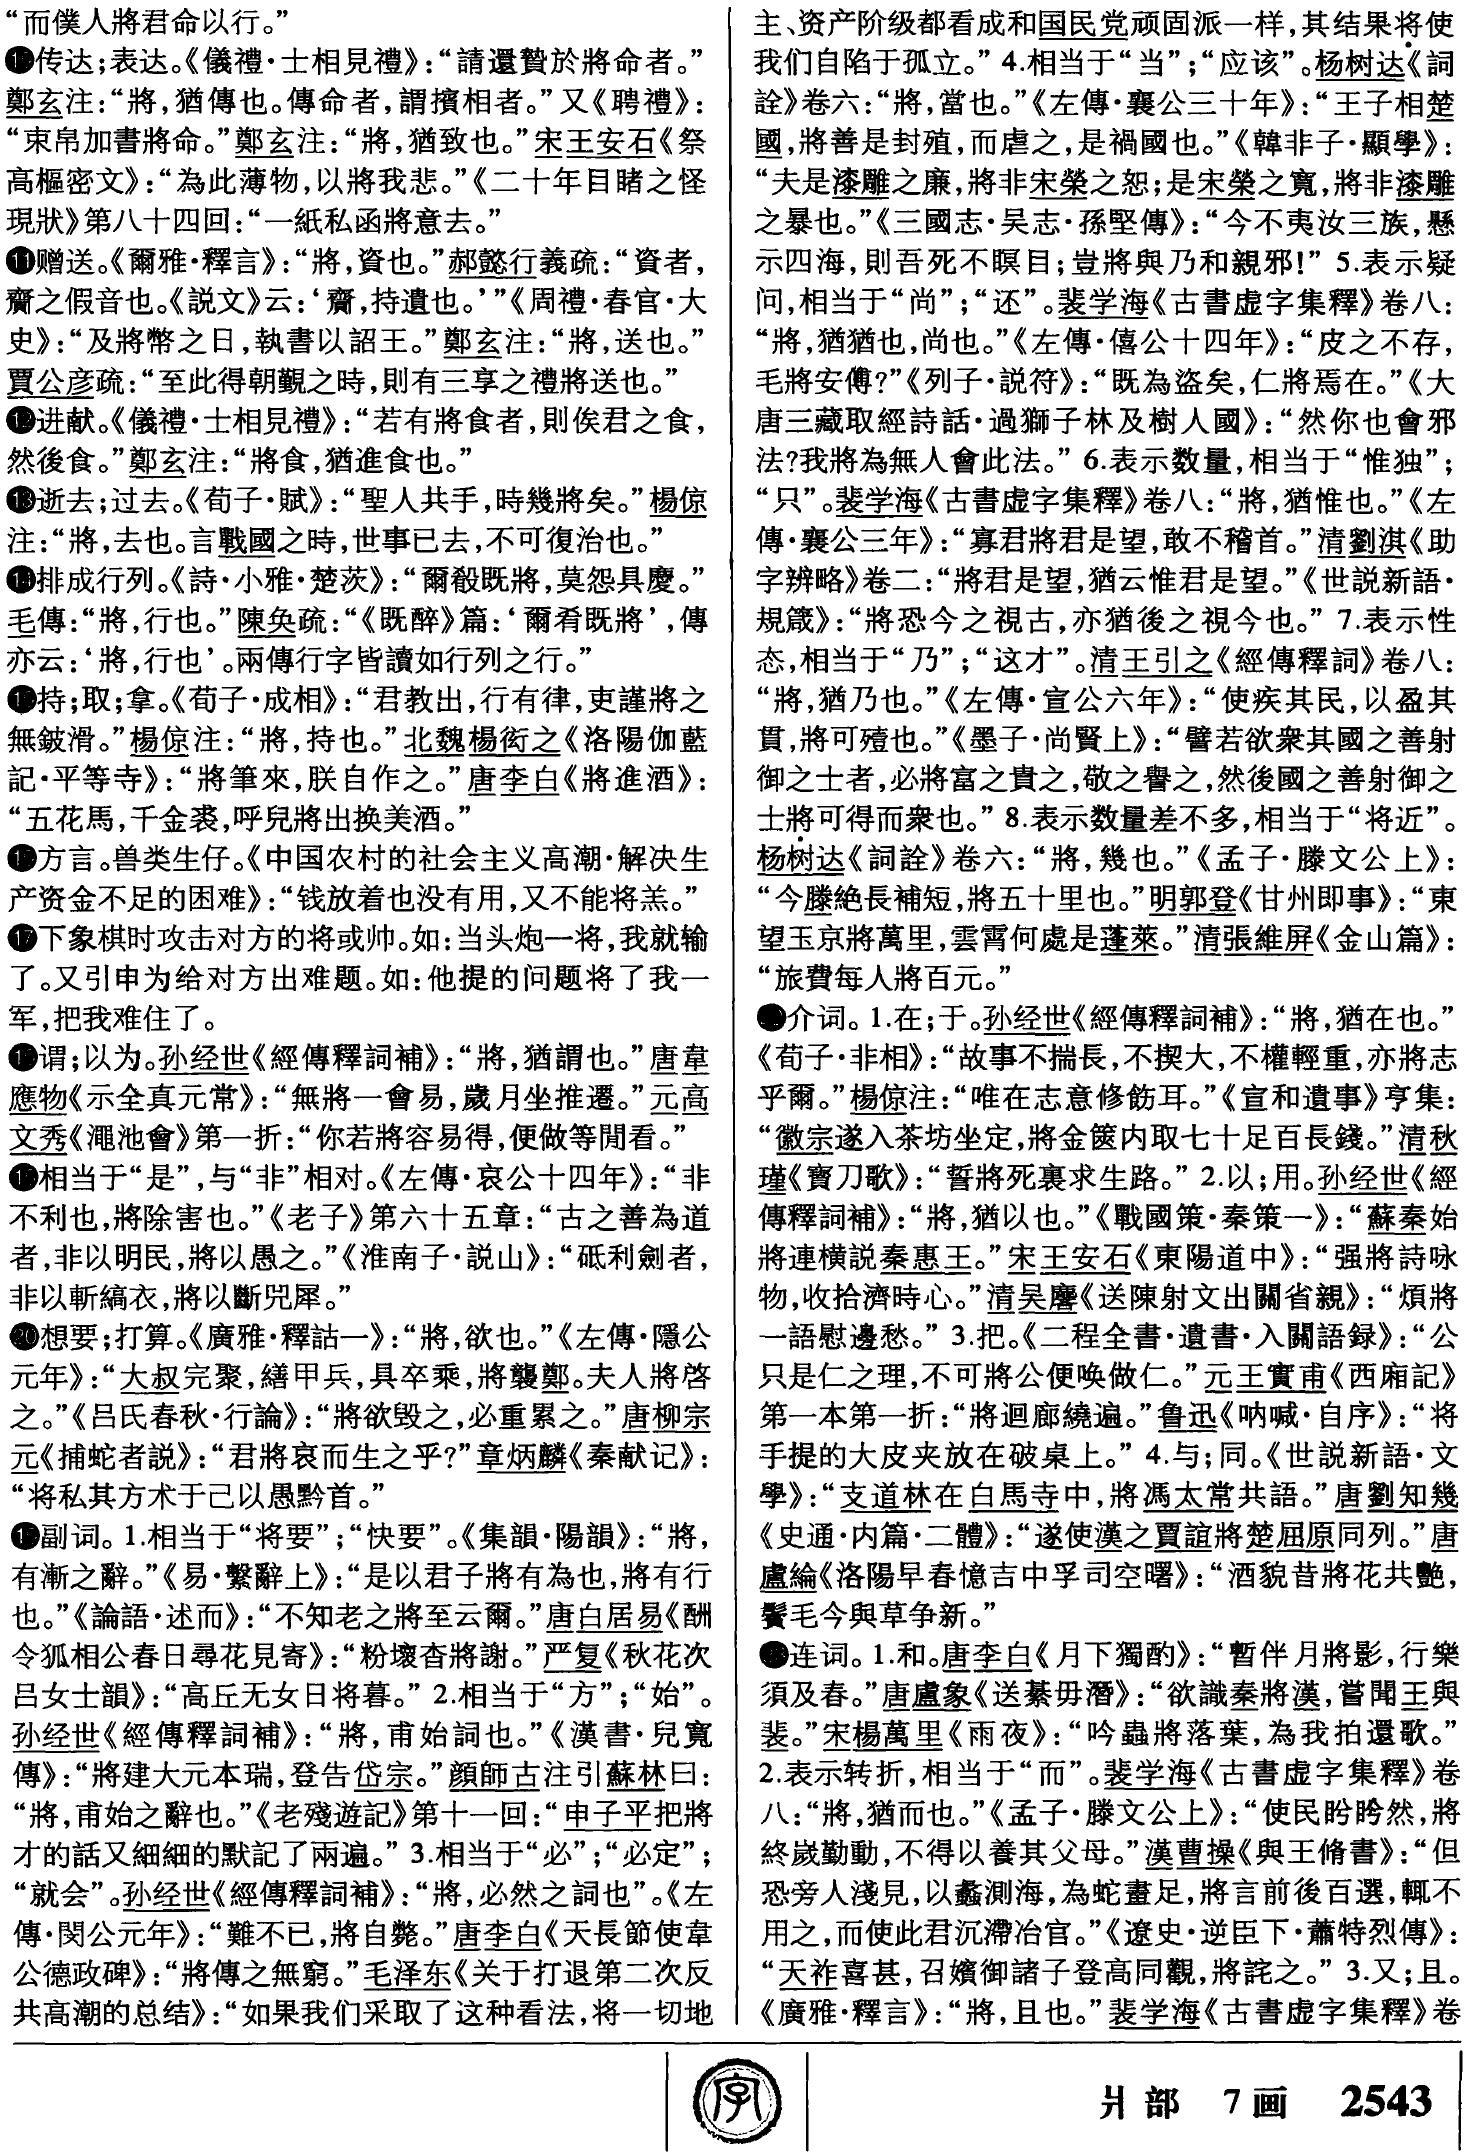 “而僕人將君命以行。”
❿传达；表达。《儀禮·士相見禮》：“請還贄於將命者。”
鄭玄注：“將，猶傳也。傳命者，謂擯相者。”又《聘禮》：
“束帛加書將命。”鄭玄注：“將，猶致也。”宋王安石《祭
高樞密文》：“為此薄物，以將我悲。”《二十年目睹之怪
現狀》第八十四回：“一紙私函將意去。”
⓫赠送。《爾雅·釋言》：“將，資也。”郝懿行義疏：“資者，
齎之假音也。《説文》云：‘齎，持遺也。’”《周禮·春官·大
史》：“及將幣之日，執書以詔王。”鄭玄注：“將，送也。”
賈公彦疏：“至此得朝覲之時，則有三享之禮將送也。”
⓬进献。《儀禮·士相見禮》：“若有將食者，則俟君之食，
然後食。”鄭玄注：“將食，猶進食也。”
⓭逝去；过去。《荀子·賦》：“聖人共手，時幾將矣。”楊倞
注：“將，去也。言戰國之時，世事已去，不可復治也。”
⓮排成行列。《詩·小雅·楚茨》：“爾殽既將，莫怨具慶。”
毛傳：“將，行也。”陳奂疏：“《既醉》篇：‘爾肴既將’，傳
亦云：‘將，行也’。兩傳行字皆讀如行列之行。”
⓯持；取；拿。《荀子·成相》：“君教出，行有律，吏謹將之
無鈹滑。”楊倞注：“將，持也。”北魏楊衒之《洛陽伽藍
記·平等寺》：“將筆來，朕自作之。”唐李白《將進酒》：
“五花馬，千金裘，呼兒將出换美酒。”
⓰方言。兽类生仔。《中国农村的社会主义高潮·解决生
产资金不足的困难》：“钱放着也没有用，又不能将羔。”
⓱下象棋时攻击对方的将或帅。如：当头炮一将，我就输
了。又引申为给对方出难题。如：他提的问题将了我一
军，把我难住了。
⓲谓；以为。孙经世《經傳釋詞補》：“將，猶謂也。”唐韋
應物《示全真元常》：“無將一會易，歲月坐推遷。”元高
文秀《澠池會》第一折：“你若將容易得，便做等閒看。”
⓳相当于“是”，与“非”相对。《左傳·哀公十四年》：“非
不利也，將除害也。”《老子》第六十五章：“古之善為道
者，非以明民，將以愚之。”《淮南子·説山》：“砥利劍者，
非以斬縞衣，將以斷兕犀。”
⓴想要；打算。《廣雅·釋詁一》：“將，欲也。”《左傳·隱公
元年》：“大叔完聚，繕甲兵，具卒乘，將襲鄭。夫人將啓
之。”《吕氏春秋·行論》：“將欲毁之，必重累之。”唐柳宗
元《捕蛇者説》：“君將哀而生之乎？”章炳麟《秦献记》：
“将私其方术于己以愚黔首。”
副词。1.相当于“将要”；“快要”。《集韻·陽韻》：“將，
有漸之辭。”《易·繫辭上》：“是以君子將有為也，將有行
也。”《論語·述而》：“不知老之將至云爾。”唐白居易《酬
令狐相公春日尋花見寄》：“粉壞杏將謝。”严复《秋花次
吕女士韻》：“高丘无女日将暮。”2.相当于“方”；“始”。
孙经世《經傳釋詞補》：“將，甫始詞也。”《漢書·兒寬
傳》：“將建大元本瑞，登告岱宗。”顔師古注引蘇林曰：
“將，甫始之辭也。”《老殘遊記》第十一回：“申子平把將
才的話又細細的默記了兩遍。”3.相当于“必”；“必定”；
“就会”。孙经世《經傳釋詞補》：“將，必然之詞也”。《左
傳·閔公元年》：“難不已，將自斃。”唐李白《天長節使韋
公德政碑》：“將傳之無窮。”毛泽东《关于打退第二次反
共高潮的总结》：“如果我们采取了这种看法，将一切地
主、资产阶级都看成和国民党顽固派一样，其结果将使
我们自陷于孤立。”4.相当于“当”；“应该”。杨树达《詞
詮》卷六：“將，當也。”《左傳·襄公三十年》：“王子相楚
國，將善是封殖，而虐之，是禍國也。”《韓非子·顯學》：
“夫是漆雕之廉，將非宋榮之恕；是宋榮之寬，將非漆雕
之暴也。”《三國志·吴志·孫堅傳》：“今不夷汝三族，懸
示四海，則吾死不瞑目；豈將與乃和親邪！”5.表示疑
问，相当于“尚”；“还”。裴学海《古書虚字集釋》卷八：
“將，猶猶也，尚也。”《左傳·僖公十四年》：“皮之不存，
毛將安傅？”《列子·説符》：“既為盜矣，仁將焉在。”《大
唐三藏取經詩話·過獅子林及樹人國》：“然你也會邪
法？我將為無人會此法。”6.表示数量，相当于“惟独”；
“只”。裴学海《古書虚字集釋》卷八：“將，猶惟也。”《左
傳·襄公三年》：“寡君將君是望，敢不稽首。”清劉淇《助
字辨略》卷二：“將君是望，猶云惟君是望。”《世説新語·
規箴》：“將恐今之視古，亦猶後之視今也。”7.表示性
态，相当于“乃”；“这才”。清王引之《經傳釋詞》卷八：
“將，猶乃也。”《左傳·宣公六年》：“使疾其民，以盈其
貫，將可殪也。”《墨子·尚賢上》：“譬若欲衆其國之善射
御之士者，必將富之貴之，敬之譽之，然後國之善射御之
士將可得而衆也。”8.表示数量差不多，相当于“将近”。
杨树达《詞詮》卷六：“將，幾也。”《孟子·滕文公上》：
“今滕絶長補短，將五十里也。”明郭登《甘州即事》：“東
望玉京將萬里，雲霄何處是蓬萊。”清張維屏《金山篇》：
“旅費每人將百元。”
介词。1.在；于。孙经世《經傳釋詞補》：“將，猶在也。”
《荀子·非相》：“故事不揣長，不揳大，不權輕重，亦將志
乎爾。”楊倞注：“唯在志意修飭耳。”《宣和遺事》亨集：
“徽宗遂入茶坊坐定，將金篋内取七十足百長錢。”清秋
瑾《寶刀歌》：“誓將死裏求生路。”2.以；用。孙经世《經
傳釋詞補》：“將，猶以也。”《戰國策·秦策一》：“蘇秦始
將連横説秦惠王。”宋王安石《東陽道中》：“强將詩咏
物，收拾濟時心。”清吴麐《送陳射文出關省親》：“煩將
一語慰邊愁。”3.把。《二程全書·遺書·入關語録》：“公
只是仁之理，不可將公便唤做仁。”元王實甫《西廂記》
第一本第一折：“將迴廊繞遍。”鲁迅《呐喊·自序》：“将
手提的大皮夹放在破桌上。”4.与；同。《世説新語·文
學》：“支道林在白馬寺中，將馮太常共語。”唐劉知幾
《史通·内篇·二體》：“遂使漢之賈誼將楚屈原同列。”唐
盧綸《洛陽早春憶吉中孚司空曙》：“酒貌昔將花共艷，
鬢毛今與草争新。”
连词。1.和。唐李白《月下獨酌》：“暫伴月將影，行樂
須及春。”唐盧象《送綦毋潛》：“欲識秦將漢，嘗聞王與
裴。”宋楊萬里《雨夜》：“吟蟲將落葉，為我拍還歌。”
2.表示转折，相当于“而”。裴学海《古書虚字集釋》卷
八：“將，猶而也。”《孟子·滕文公上》：“使民盻盻然，將
終歲勤動，不得以養其父母。”漢曹操《與王脩書》：“但
恐旁人淺見，以蠡測海，為蛇畫足，將言前後百選，輒不
用之，而使此君沉滯冶官。”《遼史·逆臣下·蕭特烈傳》：
“天祚喜甚，召嬪御諸子登高同觀，將詫之。”3.又；且。
《廣雅·釋言》：“將，且也。”裴学海《古書虚字集釋》卷
字
爿部 7画 2543